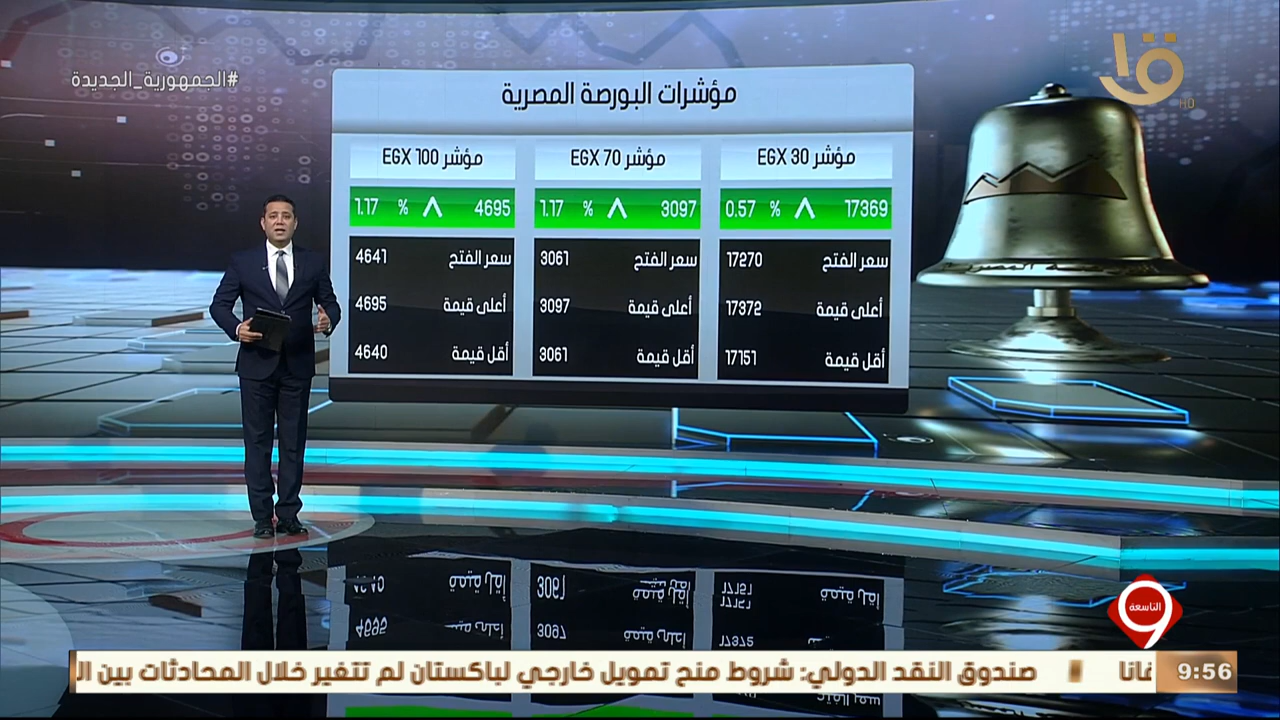 #الجمهورية_الجديدة
HD
مؤشرات البورصة المصرية
مؤشر EGX 30
17369 % 0.57
سعر الفتح 17270
أعلى قيمة 17372
أقل قيمة 17151
مؤشر EGX 70
3097 % 1.17
سعر الفتح 3061
أعلى قيمة 3097
أقل قيمة 3061
مؤشر EGX 100
4695 % 1.17
سعر الفتح 4641
أعلى قيمة 4695
أقل قيمة 4640
التاسعة
9
9:56
صندوق النقد الدولي: شروط منح تمويل خارجي لباكستان لم تتغير خلال المحادثات بين